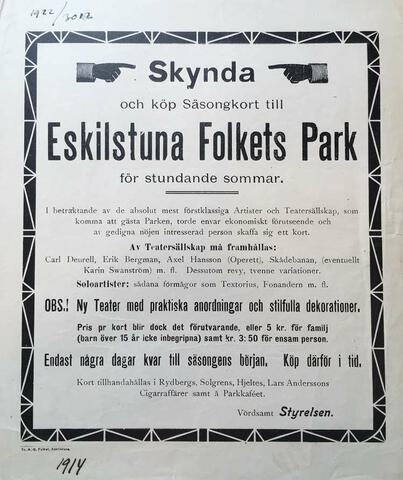 1922/3022
Skynda
och köp Säsongkort till
Eskilstuna Folkets Park
för stundande sommar.
I betraktande av de absolut mest förstklassiga Artister och Teatersällskap, som
komma att gästa Parken, torde envar ekonomiskt förutseende och
av gedigna nöjen intresserad person skaffa sig ett kort.
Av Teatersällskap må framhållas:
Carl Deurell, Erik Bergman, Axel Hansson (Operett), Skådebanan, (eventuellt
Karin Swanström) m. fl. Dessutom revy, tvenne variationer.
Soloartister: sådana förmågor som Textorius, Fonandern m. fl.
OBS.! Ny Teater med praktiska anordningar och stilfulla dekorationer.
Pris pr kort blir dock det förutvarande, eller 5 kr. för familj
(barn över 15 år icke inbegripna) samt kr. 3:50 för ensam person.
Endast några dagar kvar till säsongens början. Köp därför i tid.
Kort tillhandahållas i Rydbergs, Solgrens, Hjeltes, Lars Anderssons
Cigarraffärer samt å Parkkaféet.
Vördsamt Styrelsen.
Tr. A.-B. Folket, Eskilstuna.
1914